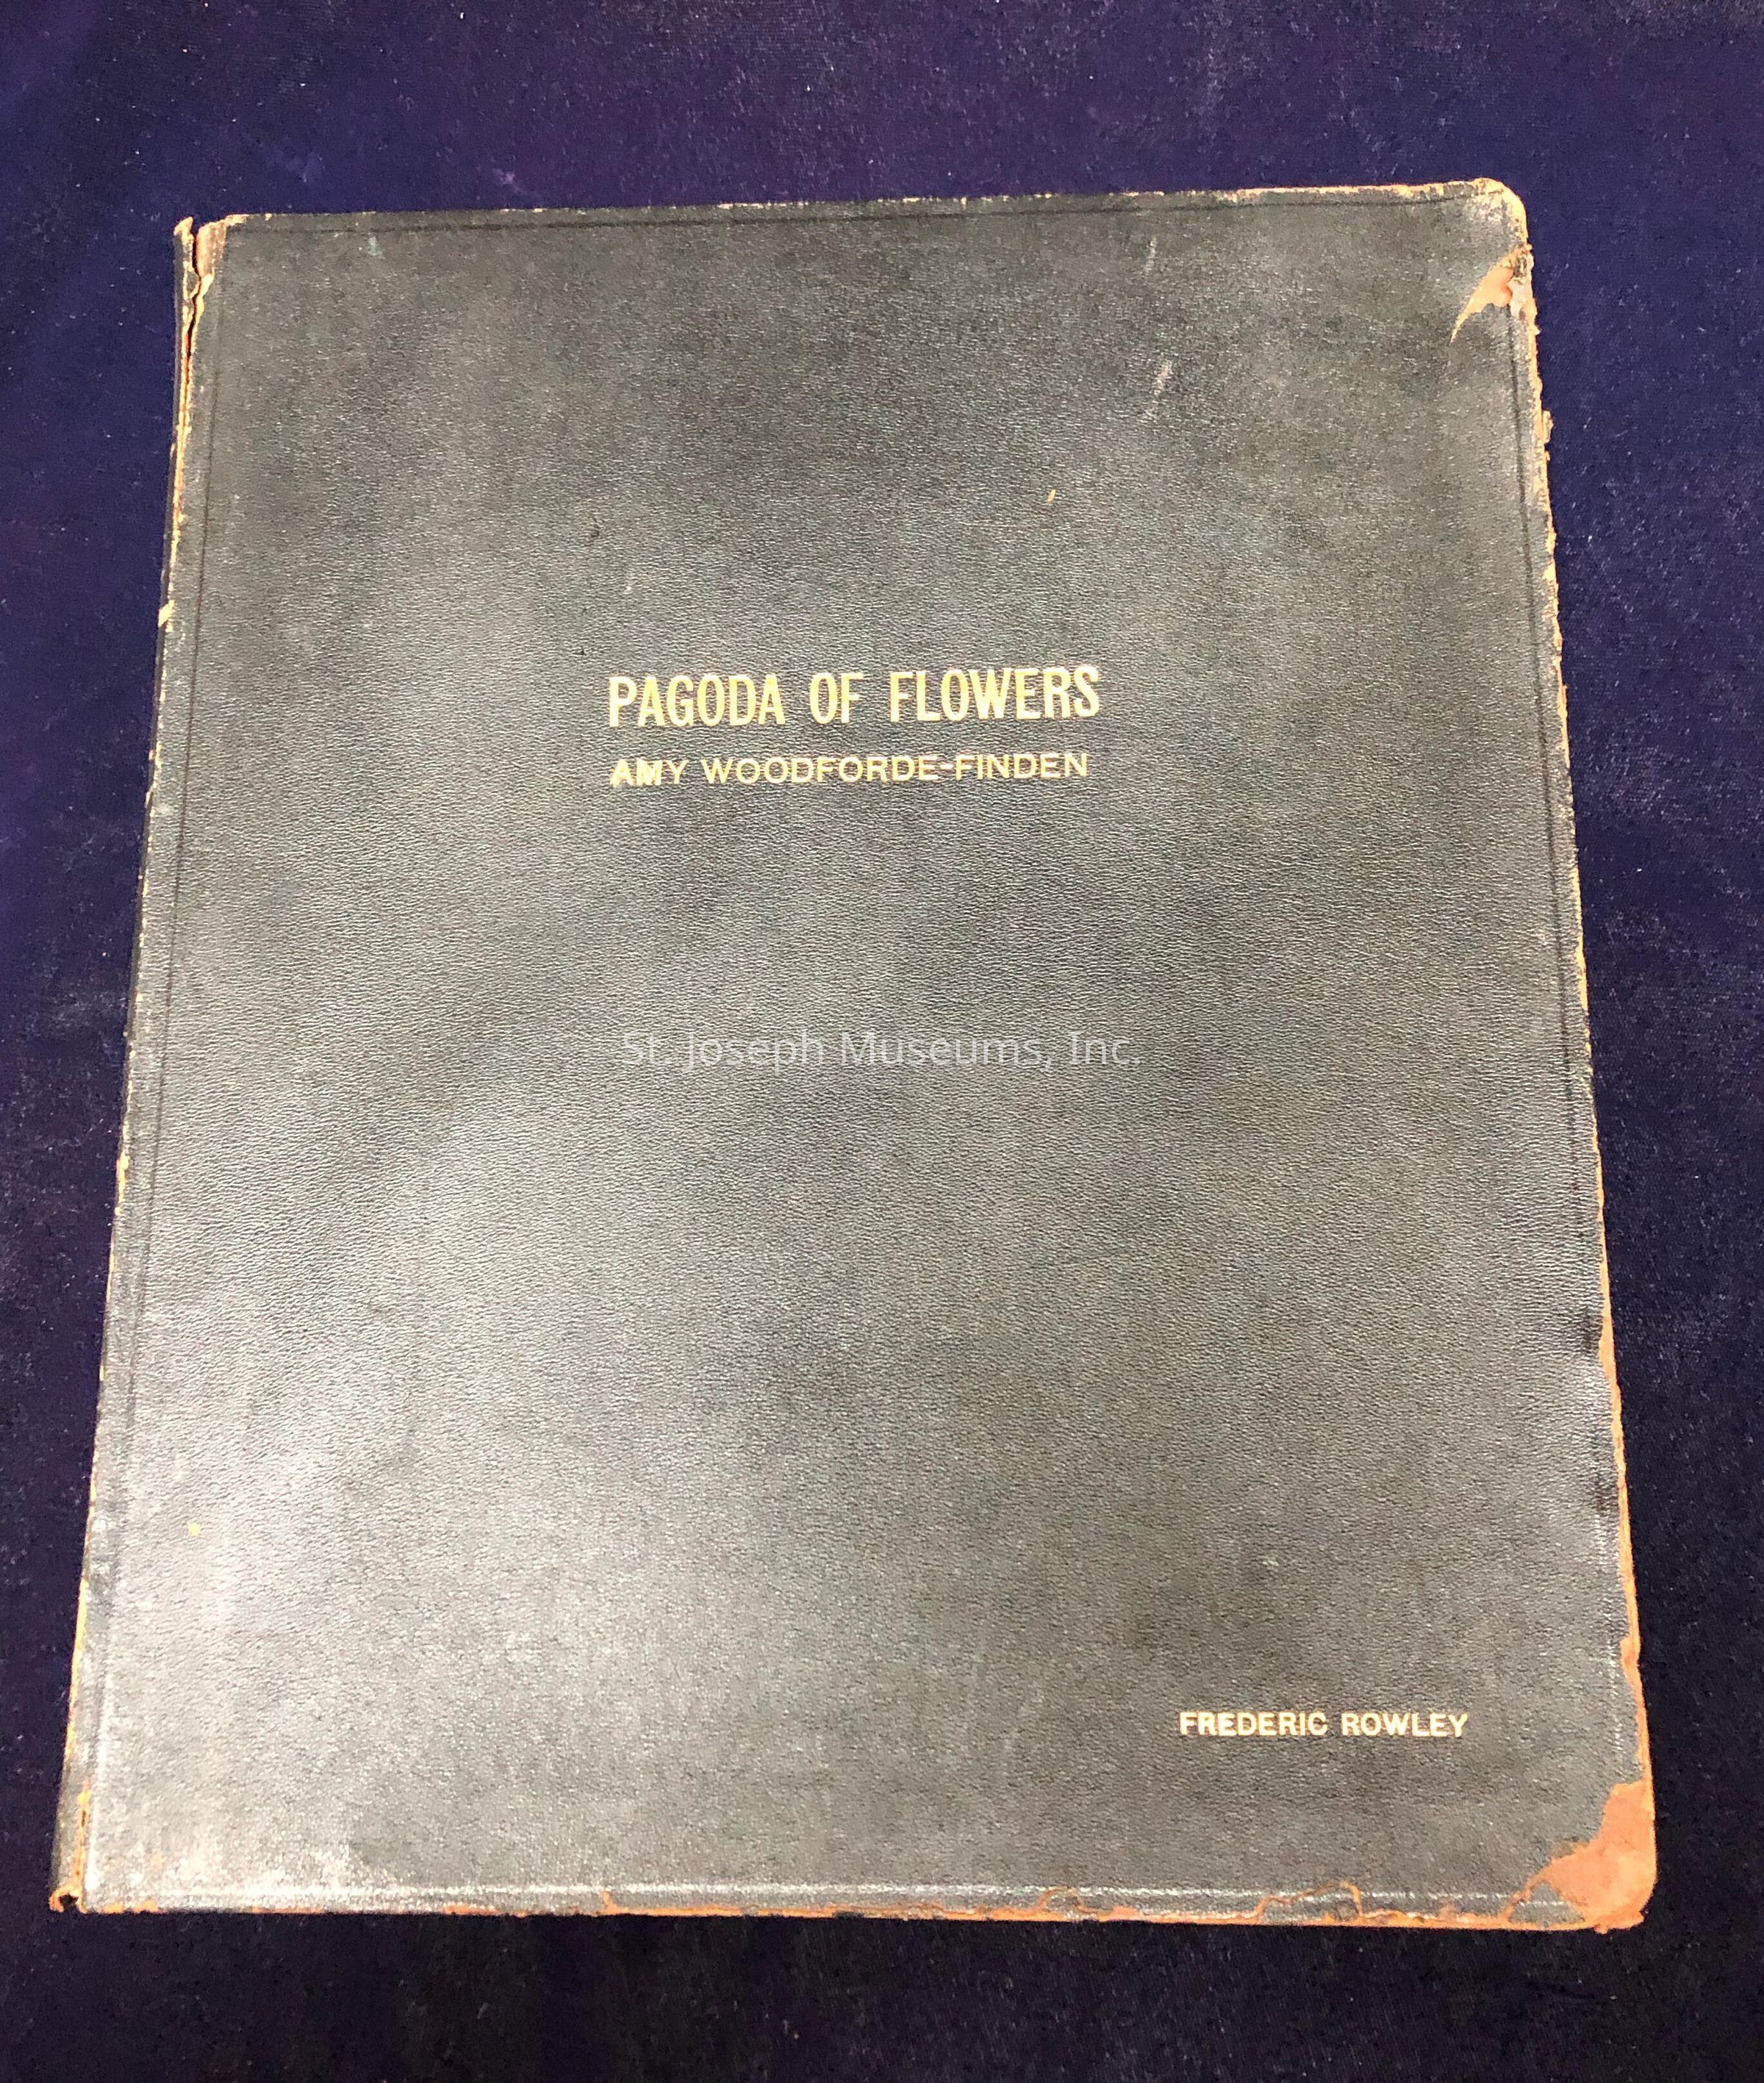 PAGODA OF FLOWERS
AMY WOODFORDE-FINDEN
St. Joseph Museums, Inc.
FREDERIC ROWLEY